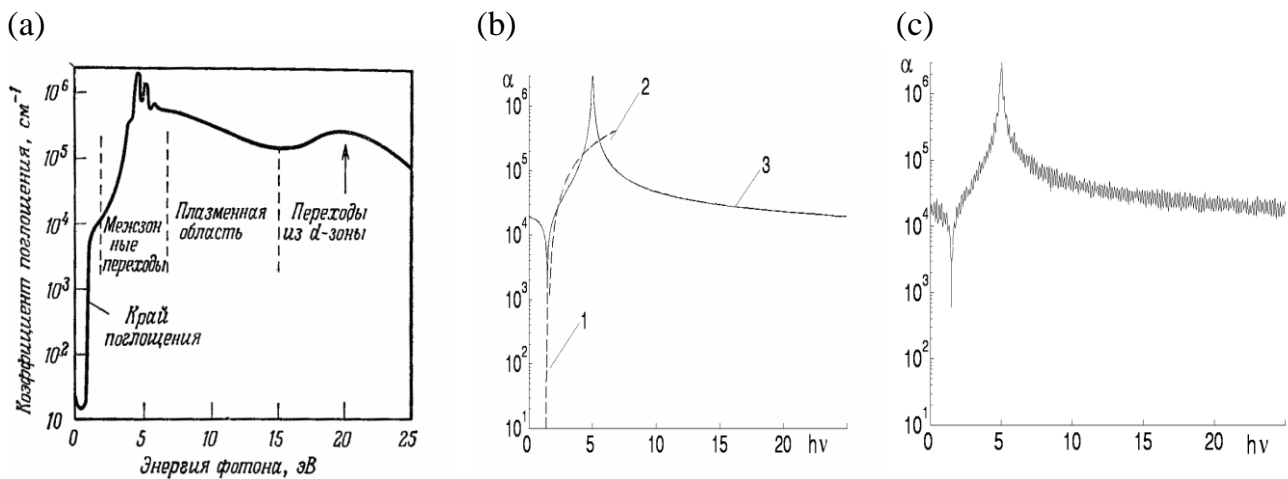 (a)
(b)
(c)
Коэффициент поглощения, см⁻¹
10⁶
10⁵
10⁴
10³
10²
10
Межзон
ные
переходы
Плазменная
область
Переходы
из d-зоны
Край
поглощения
0 5 10 15 20 25
Энергия фотона, эВ
α
10⁶
10⁵
10⁴
10³
10²
10¹
1
2
3
0 5 10 15 20 hν
α
10⁶
10⁵
10⁴
10³
10²
10¹
0 5 10 15 20 hν